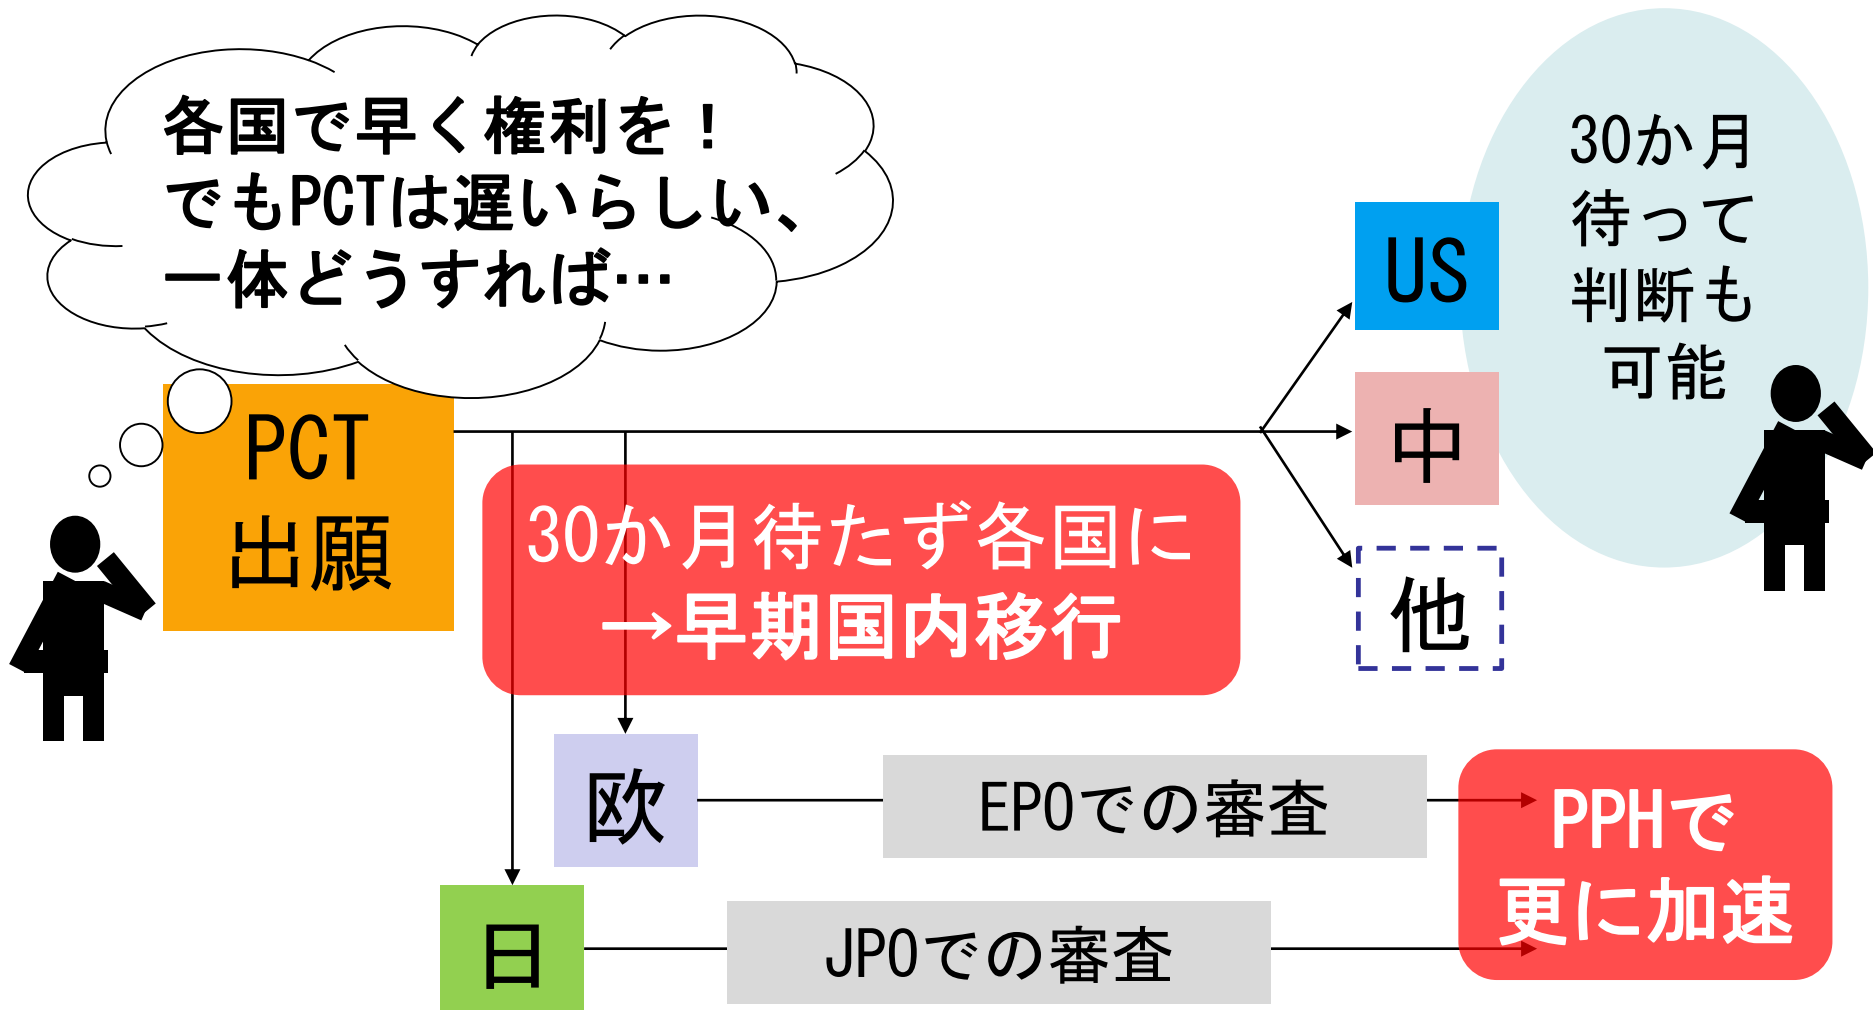 各国で早く権利を！
でもPCTは遅いらしい、
一体どうすれば…
PCT
出願
30か月待たず各国に
→早期国内移行
US
中
他
30か月
待って
判断も
可能
欧
EPOでの審査
日
JPOでの審査
PPHで
更に加速